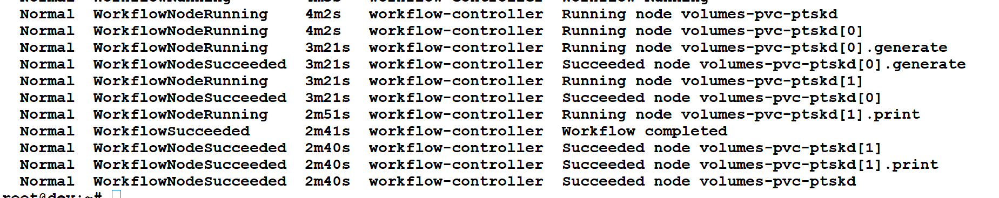 Normal WorkflowNodeRunning 4m2s workflow-controller Running node volumes-pvc-ptskd
Normal WorkflowNodeRunning 4m2s workflow-controller Running node volumes-pvc-ptskd[0]
Normal WorkflowNodeRunning 3m21s workflow-controller Running node volumes-pvc-ptskd[0].generate
Normal WorkflowNodeSucceeded 3m21s workflow-controller Succeeded node volumes-pvc-ptskd[0].generate
Normal WorkflowNodeRunning 3m21s workflow-controller Running node volumes-pvc-ptskd[1]
Normal WorkflowNodeSucceeded 3m21s workflow-controller Succeeded node volumes-pvc-ptskd[0]
Normal WorkflowNodeRunning 2m51s workflow-controller Running node volumes-pvc-ptskd[1].print
Normal WorkflowSucceeded 2m41s workflow-controller Workflow completed
Normal WorkflowNodeSucceeded 2m40s workflow-controller Succeeded node volumes-pvc-ptskd[1]
Normal WorkflowNodeSucceeded 2m40s workflow-controller Succeeded node volumes-pvc-ptskd[1].print
Normal WorkflowNodeSucceeded 2m40s workflow-controller Succeeded node volumes-pvc-ptskd
root@dev:~#